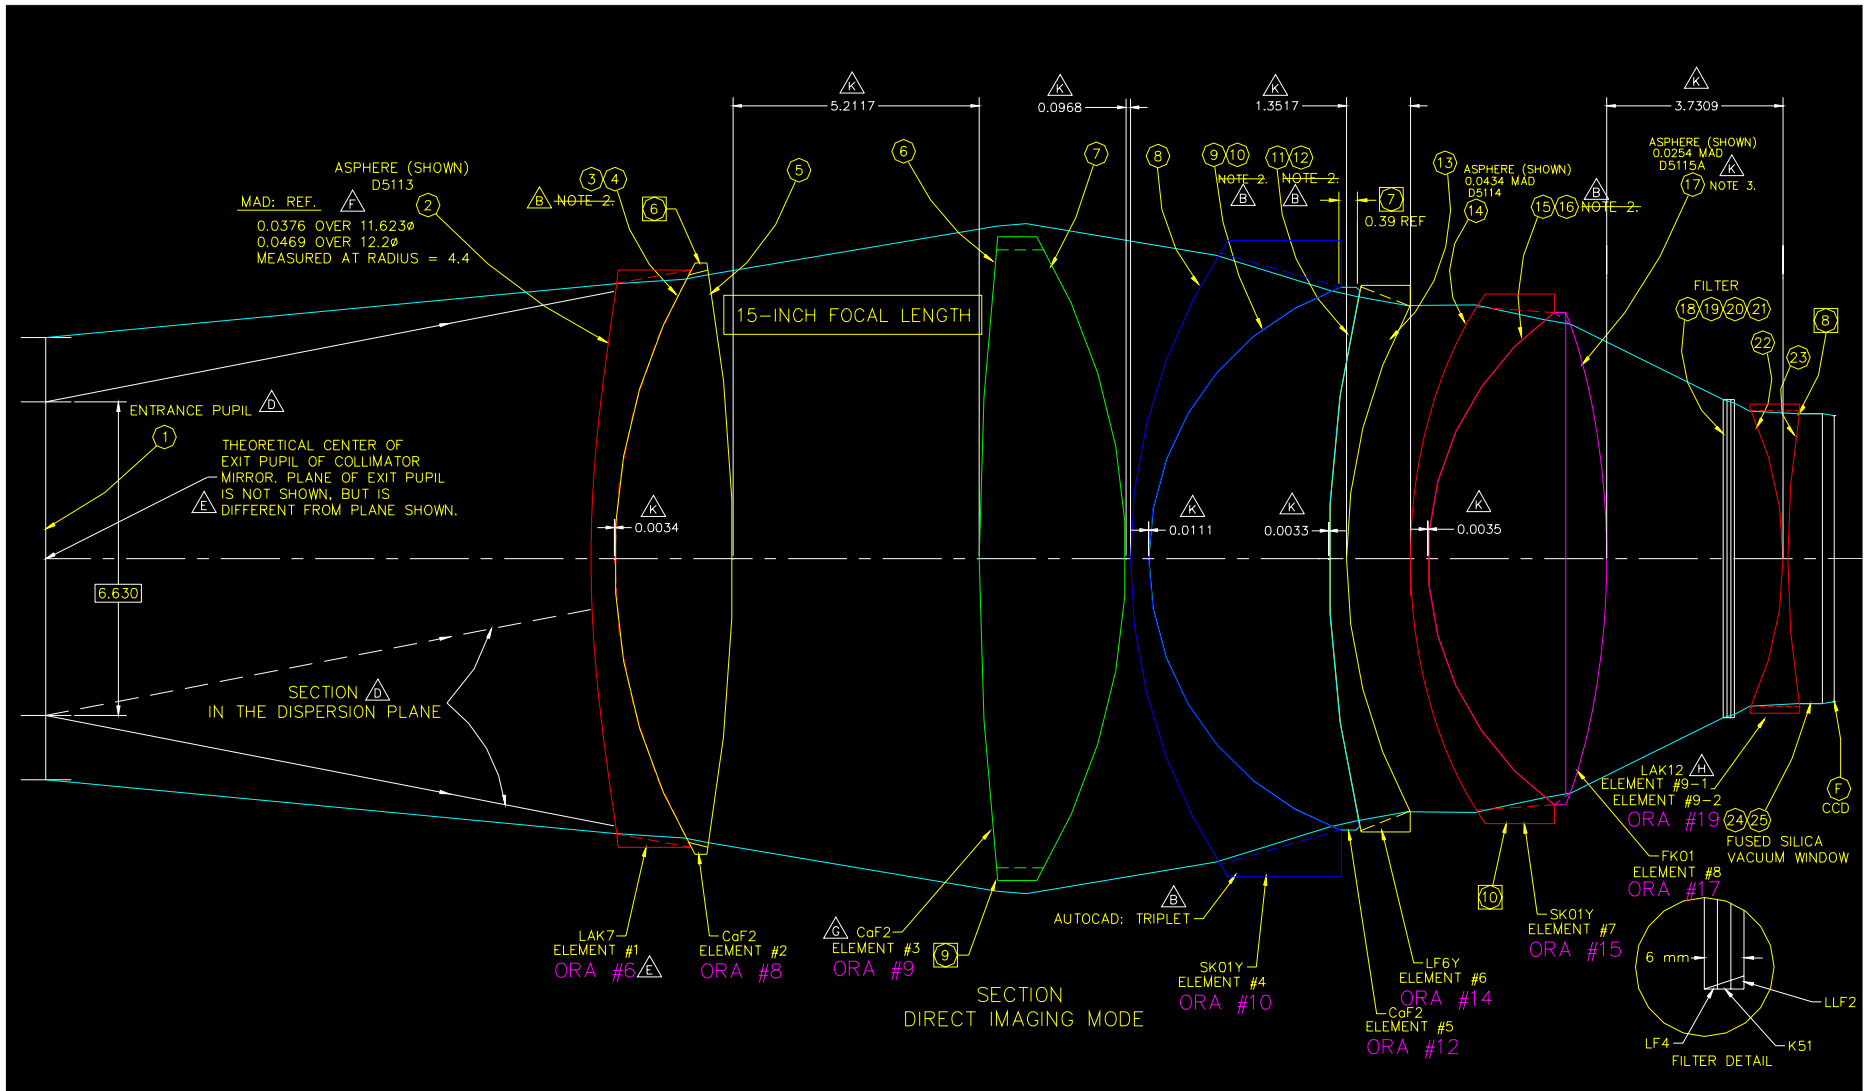 K
5.2117
K
0.0968
K
1.3517
K
3.7309
ASPHERE (SHOWN)
D5113
MAD: REF. F
0.0376 OVER 11.623ø
0.0469 OVER 12.2ø
MEASURED AT RADIUS = 4.4
2
3 4
B NOTE 2.
6
5
6
7
8
9 10
NOTE 2.
B
11 12
NOTE 2.
B
7
0.39 REF
13
ASPHERE (SHOWN)
0.0434 MAD
D5114
14
B
15 16 NOTE 2.
ASPHERE (SHOWN)
0.0254 MAD
D5115A K
17 NOTE 3.
FILTER
18 19 20 21
22
23
8
15-INCH FOCAL LENGTH
ENTRANCE PUPIL D
1
THEORETICAL CENTER OF
EXIT PUPIL OF COLLIMATOR
MIRROR. PLANE OF EXIT PUPIL
IS NOT SHOWN, BUT IS
E DIFFERENT FROM PLANE SHOWN.
K
0.0034
K
0.0111
K
0.0033
K
0.0035
6.630
SECTION D
IN THE DISPERSION PLANE
LAK7
ELEMENT #1
ORA #6 E
CaF2
ELEMENT #2
ORA #8
G CaF2
ELEMENT #3
ORA #9
9
SECTION
DIRECT IMAGING MODE
B
AUTOCAD: TRIPLET
SK01Y
ELEMENT #4
ORA #10
LF6Y
ELEMENT #6
ORA #14
CaF2
ELEMENT #5
ORA #12
10
SK01Y
ELEMENT #7
ORA #15
FK01
ELEMENT #8
ORA #17
LAK12 H
ELEMENT #9-1
ELEMENT #9-2
ORA #19
24 25
FUSED SILICA
VACUUM WINDOW
F
CCD
6 mm
LLF2
LF4
K51
FILTER DETAIL